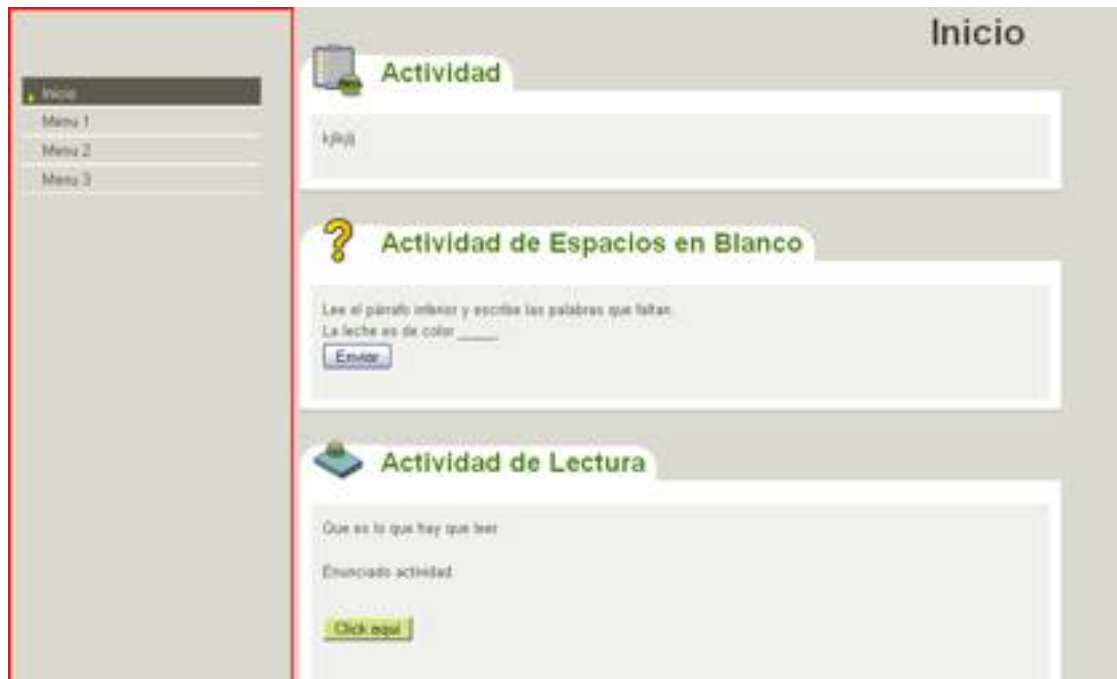 Inicio
Inicio
Menu 1
Menu 2
Menu 3
Actividad
Actividad de Espacios en Blanco
Lee el párrafo inferior y escribe las palabras que faltan.
La leche es de color _____
Enviar
Actividad de Lectura
Que es lo que hay que leer
Enunciado actividad
Click aquí